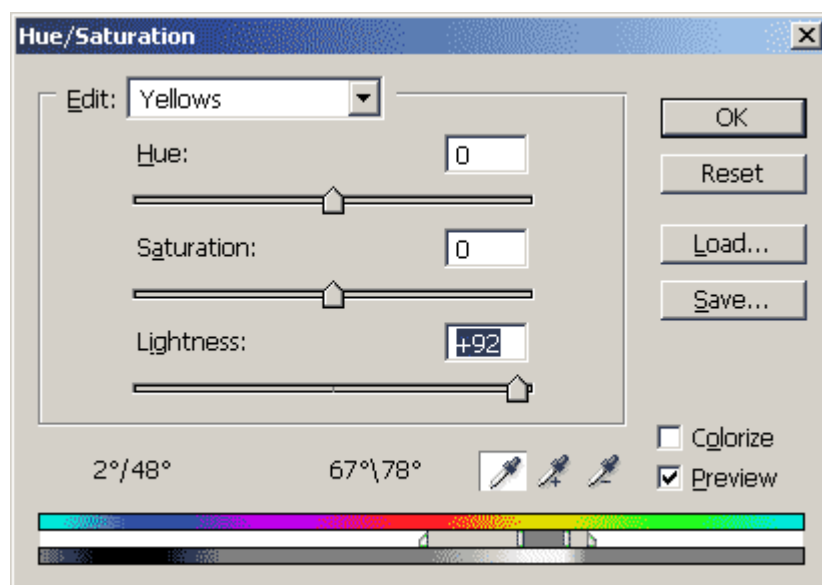 Hue/Saturation
Edit: Yellows
OK
Hue: 0
Reset
Saturation: 0
Load...
Save...
Lightness: +92
Colorize
2°/48° 67°\78°
Preview